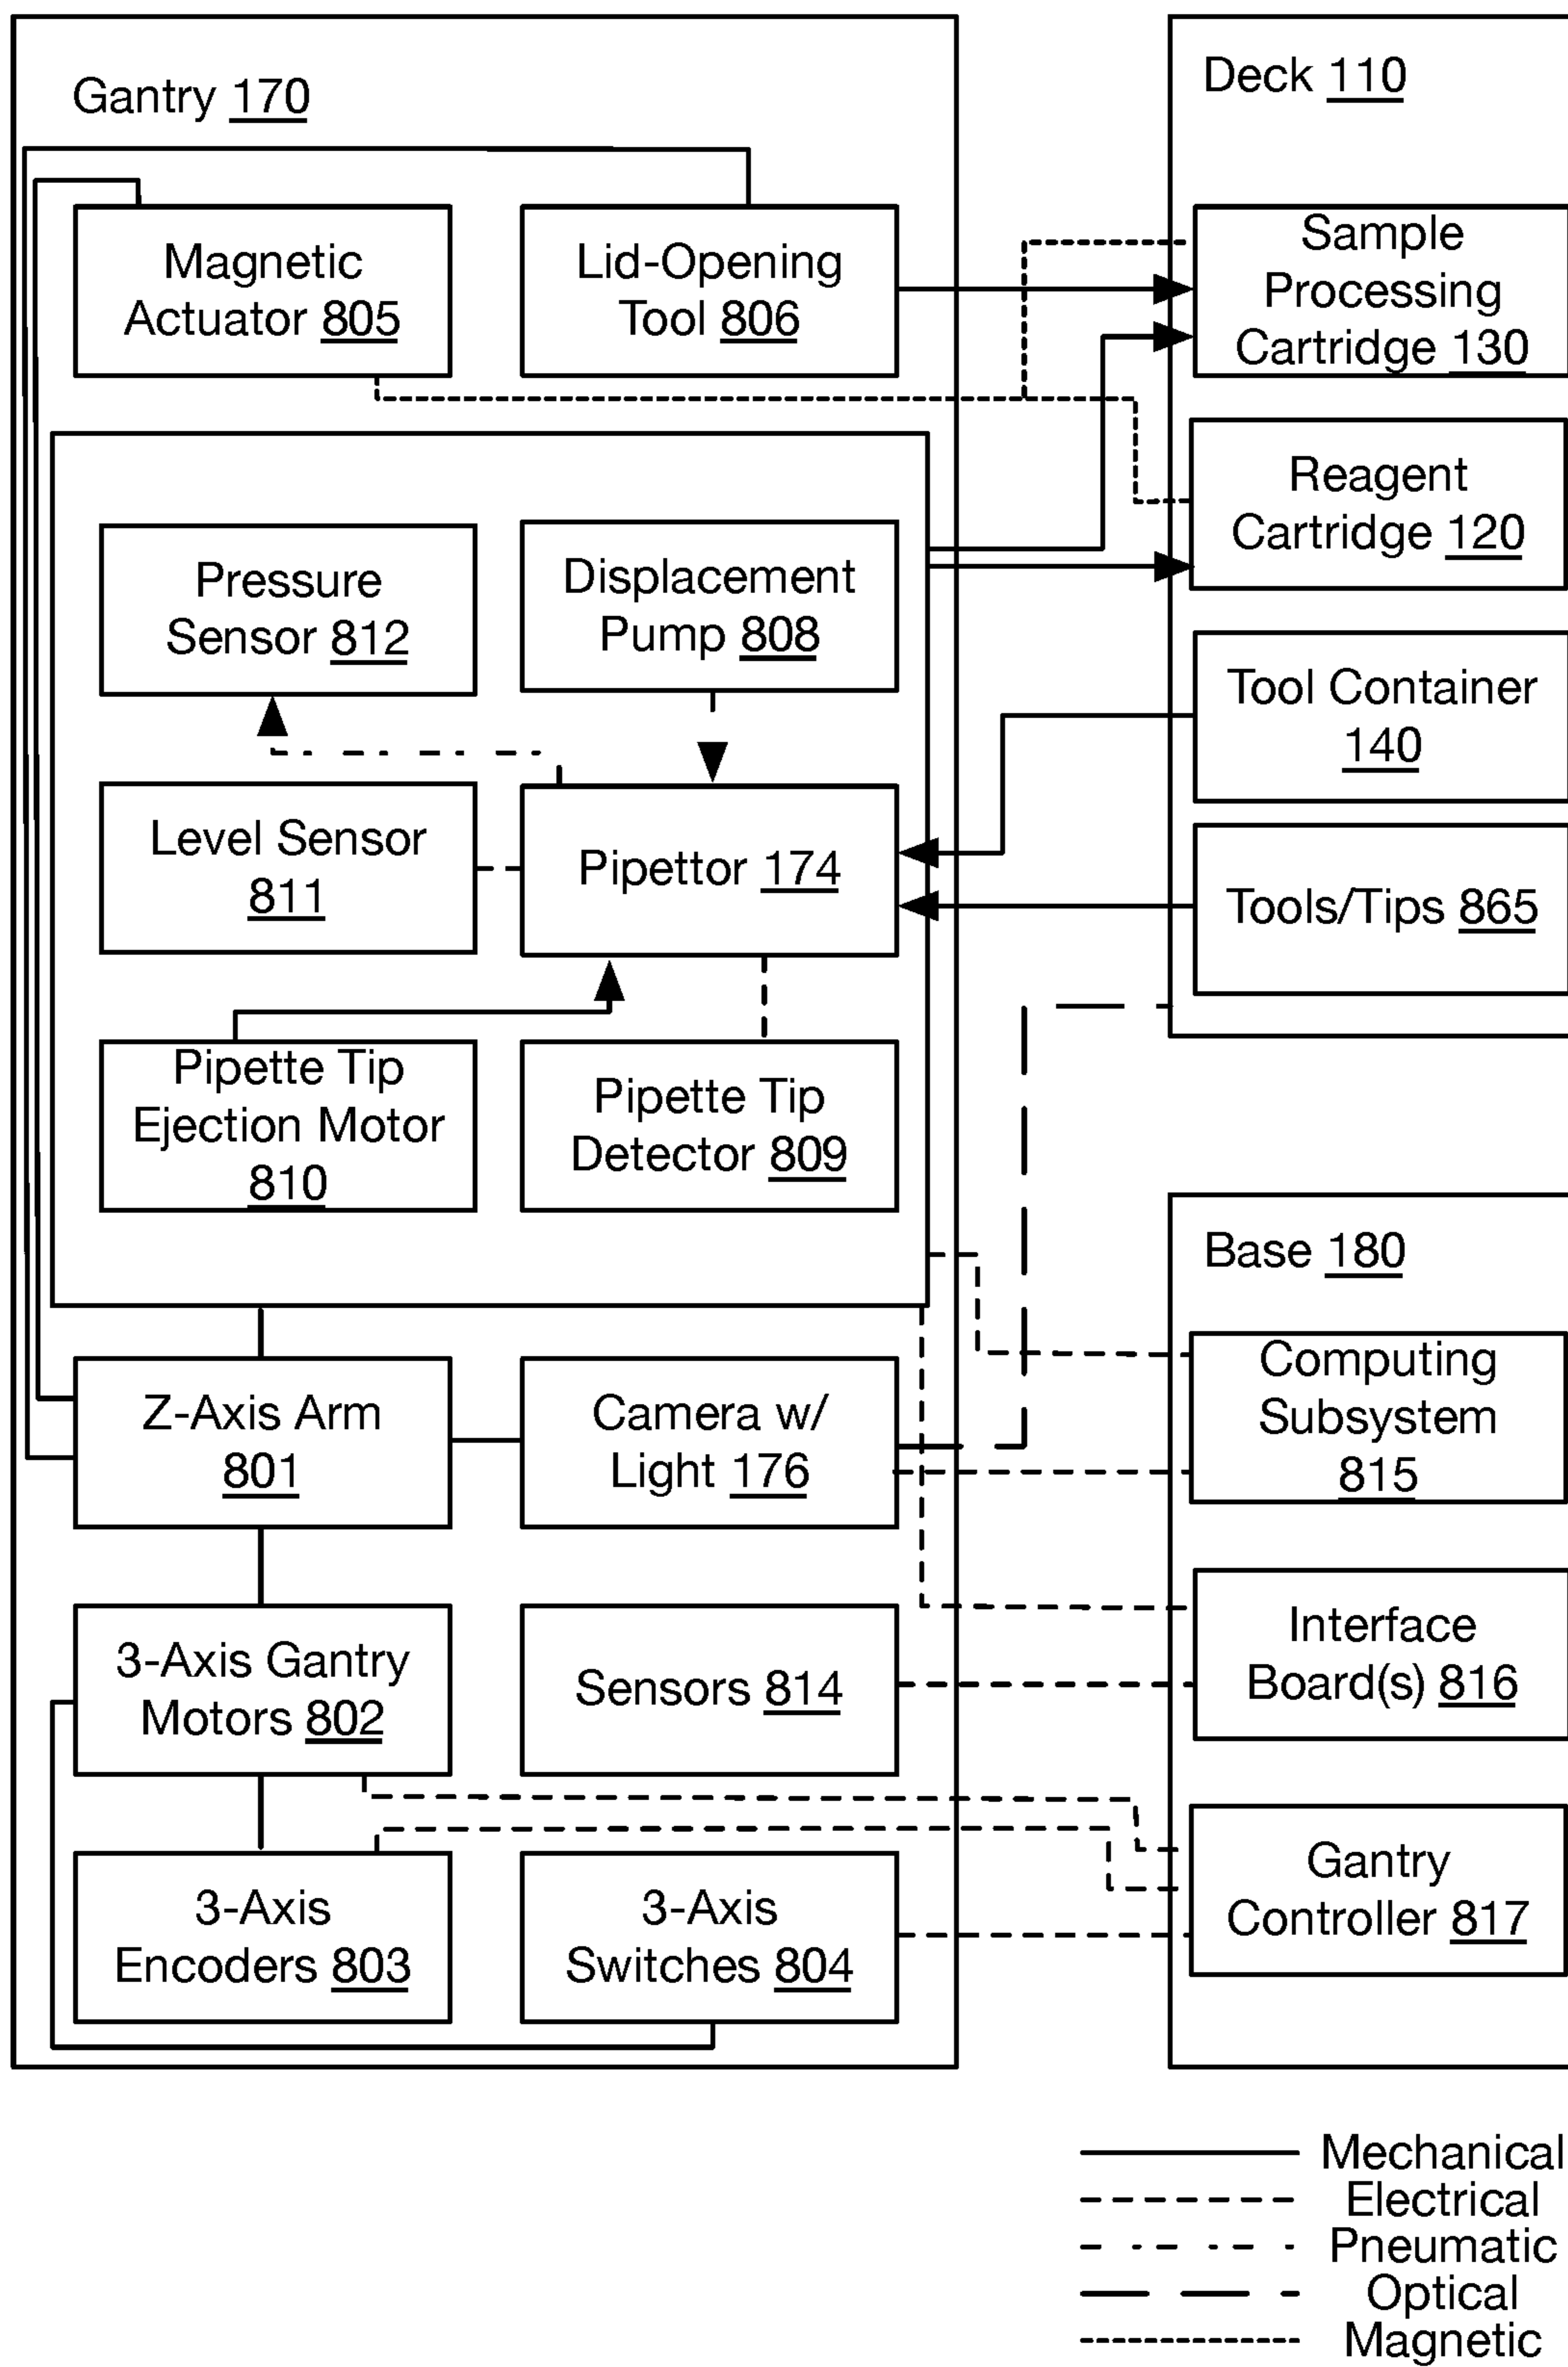 Gantry 170
Magnetic
Actuator 805
Lid-Opening
Tool 806
Pressure
Sensor 812
Displacement
Pump 808
Level Sensor
811
Pipettor 174
Pipette Tip
Ejection Motor
810
Pipette Tip
Detector 809
Z-Axis Arm
801
Camera w/
Light 176
3-Axis Gantry
Motors 802
Sensors 814
3-Axis
Encoders 803
3-Axis
Switches 804
Deck 110
Sample
Processing
Cartridge 130
Reagent
Cartridge 120
Tool Container
140
Tools/Tips 865
Base 180
Computing
Subsystem
815
Interface
Board(s) 816
Gantry
Controller 817
Mechanical
Electrical
Pneumatic
Optical
Magnetic